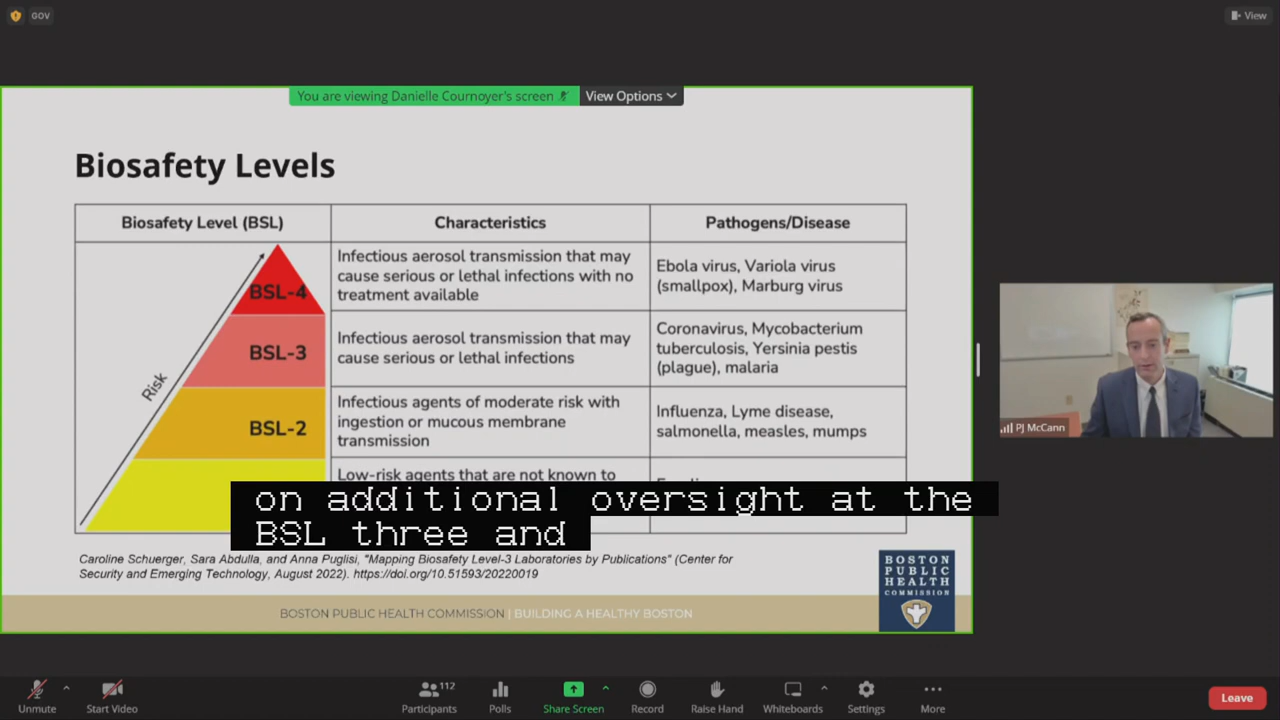 GOV
View
You are viewing Danielle Cournoyer's screen
View Options
Biosafety Levels
Biosafety Level (BSL)
Characteristics
Pathogens/Disease
BSL-4
Infectious aerosol transmission that may
cause serious or lethal infections with no
treatment available
Ebola virus, Variola virus
(smallpox), Marburg virus
BSL-3
Infectious aerosol transmission that may
cause serious or lethal infections
Coronavirus, Mycobacterium
tuberculosis, Yersinia pestis
(plague), malaria
Risk
BSL-2
Infectious agents of moderate risk with
ingestion or mucous membrane
transmission
Influenza, Lyme disease,
salmonella, measles, mumps
Low-risk agents that are not known to
on additional oversight at the
BSL three and
Caroline Schuerger, Sara Abdulla, and Anna Puglisi, "Mapping Biosafety Level-3 Laboratories by Publications" (Center for
Security and Emerging Technology, August 2022). https://doi.org/10.51593/20220019
BOSTON
PUBLIC
HEALTH
COMMISSION
BOSTON PUBLIC HEALTH COMMISSION | BUILDING A HEALTHY BOSTON
PJ McCann
Unmute
Start Video
112
Participants
Polls
Share Screen
Record
Raise Hand
Whiteboards
Settings
More
Leave